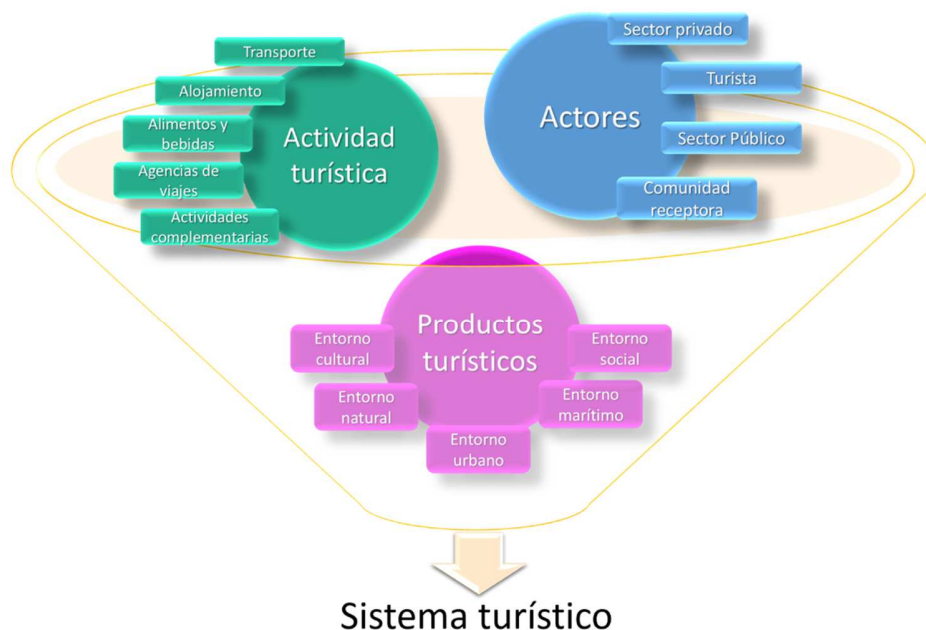 Transporte
Alojamiento
Alimentos y
bebidas
Agencias de
viajes
Actividades
complementarias
Actividad
turística
Actores
Sector privado
Turista
Sector Público
Comunidad
receptora
Productos
turísticos
Entorno
cultural
Entorno
natural
Entorno
urbano
Entorno
marítimo
Entorno
social
Sistema turístico